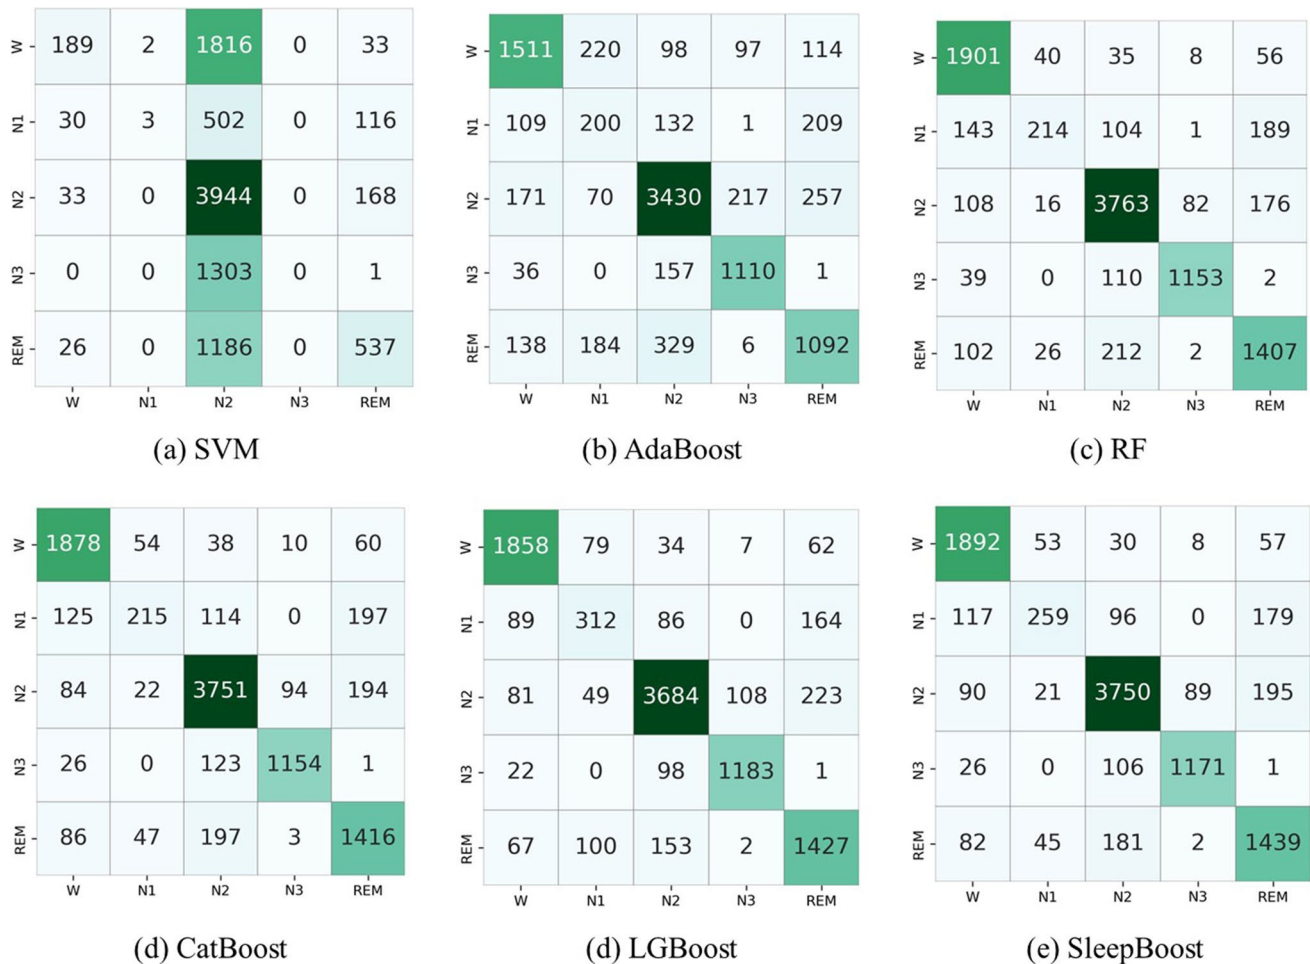 W 189 2 1816 0 33
N1 30 3 502 0 116
N2 33 0 3944 0 168
N3 0 0 1303 0 1
REM 26 0 1186 0 537
W N1 N2 N3 REM
(a) SVM
W 1511 220 98 97 114
N1 109 200 132 1 209
N2 171 70 3430 217 257
N3 36 0 157 1110 1
REM 138 184 329 6 1092
W N1 N2 N3 REM
(b) AdaBoost
W 1901 40 35 8 56
N1 143 214 104 1 189
N2 108 16 3763 82 176
N3 39 0 110 1153 2
REM 102 26 212 2 1407
W N1 N2 N3 REM
(c) RF
W 1878 54 38 10 60
N1 125 215 114 0 197
N2 84 22 3751 94 194
N3 26 0 123 1154 1
REM 86 47 197 3 1416
W N1 N2 N3 REM
(d) CatBoost
W 1858 79 34 7 62
N1 89 312 86 0 164
N2 81 49 3684 108 223
N3 22 0 98 1183 1
REM 67 100 153 2 1427
W N1 N2 N3 REM
(d) LGBoost
W 1892 53 30 8 57
N1 117 259 96 0 179
N2 90 21 3750 89 195
N3 26 0 106 1171 1
REM 82 45 181 2 1439
W N1 N2 N3 REM
(e) SleepBoost